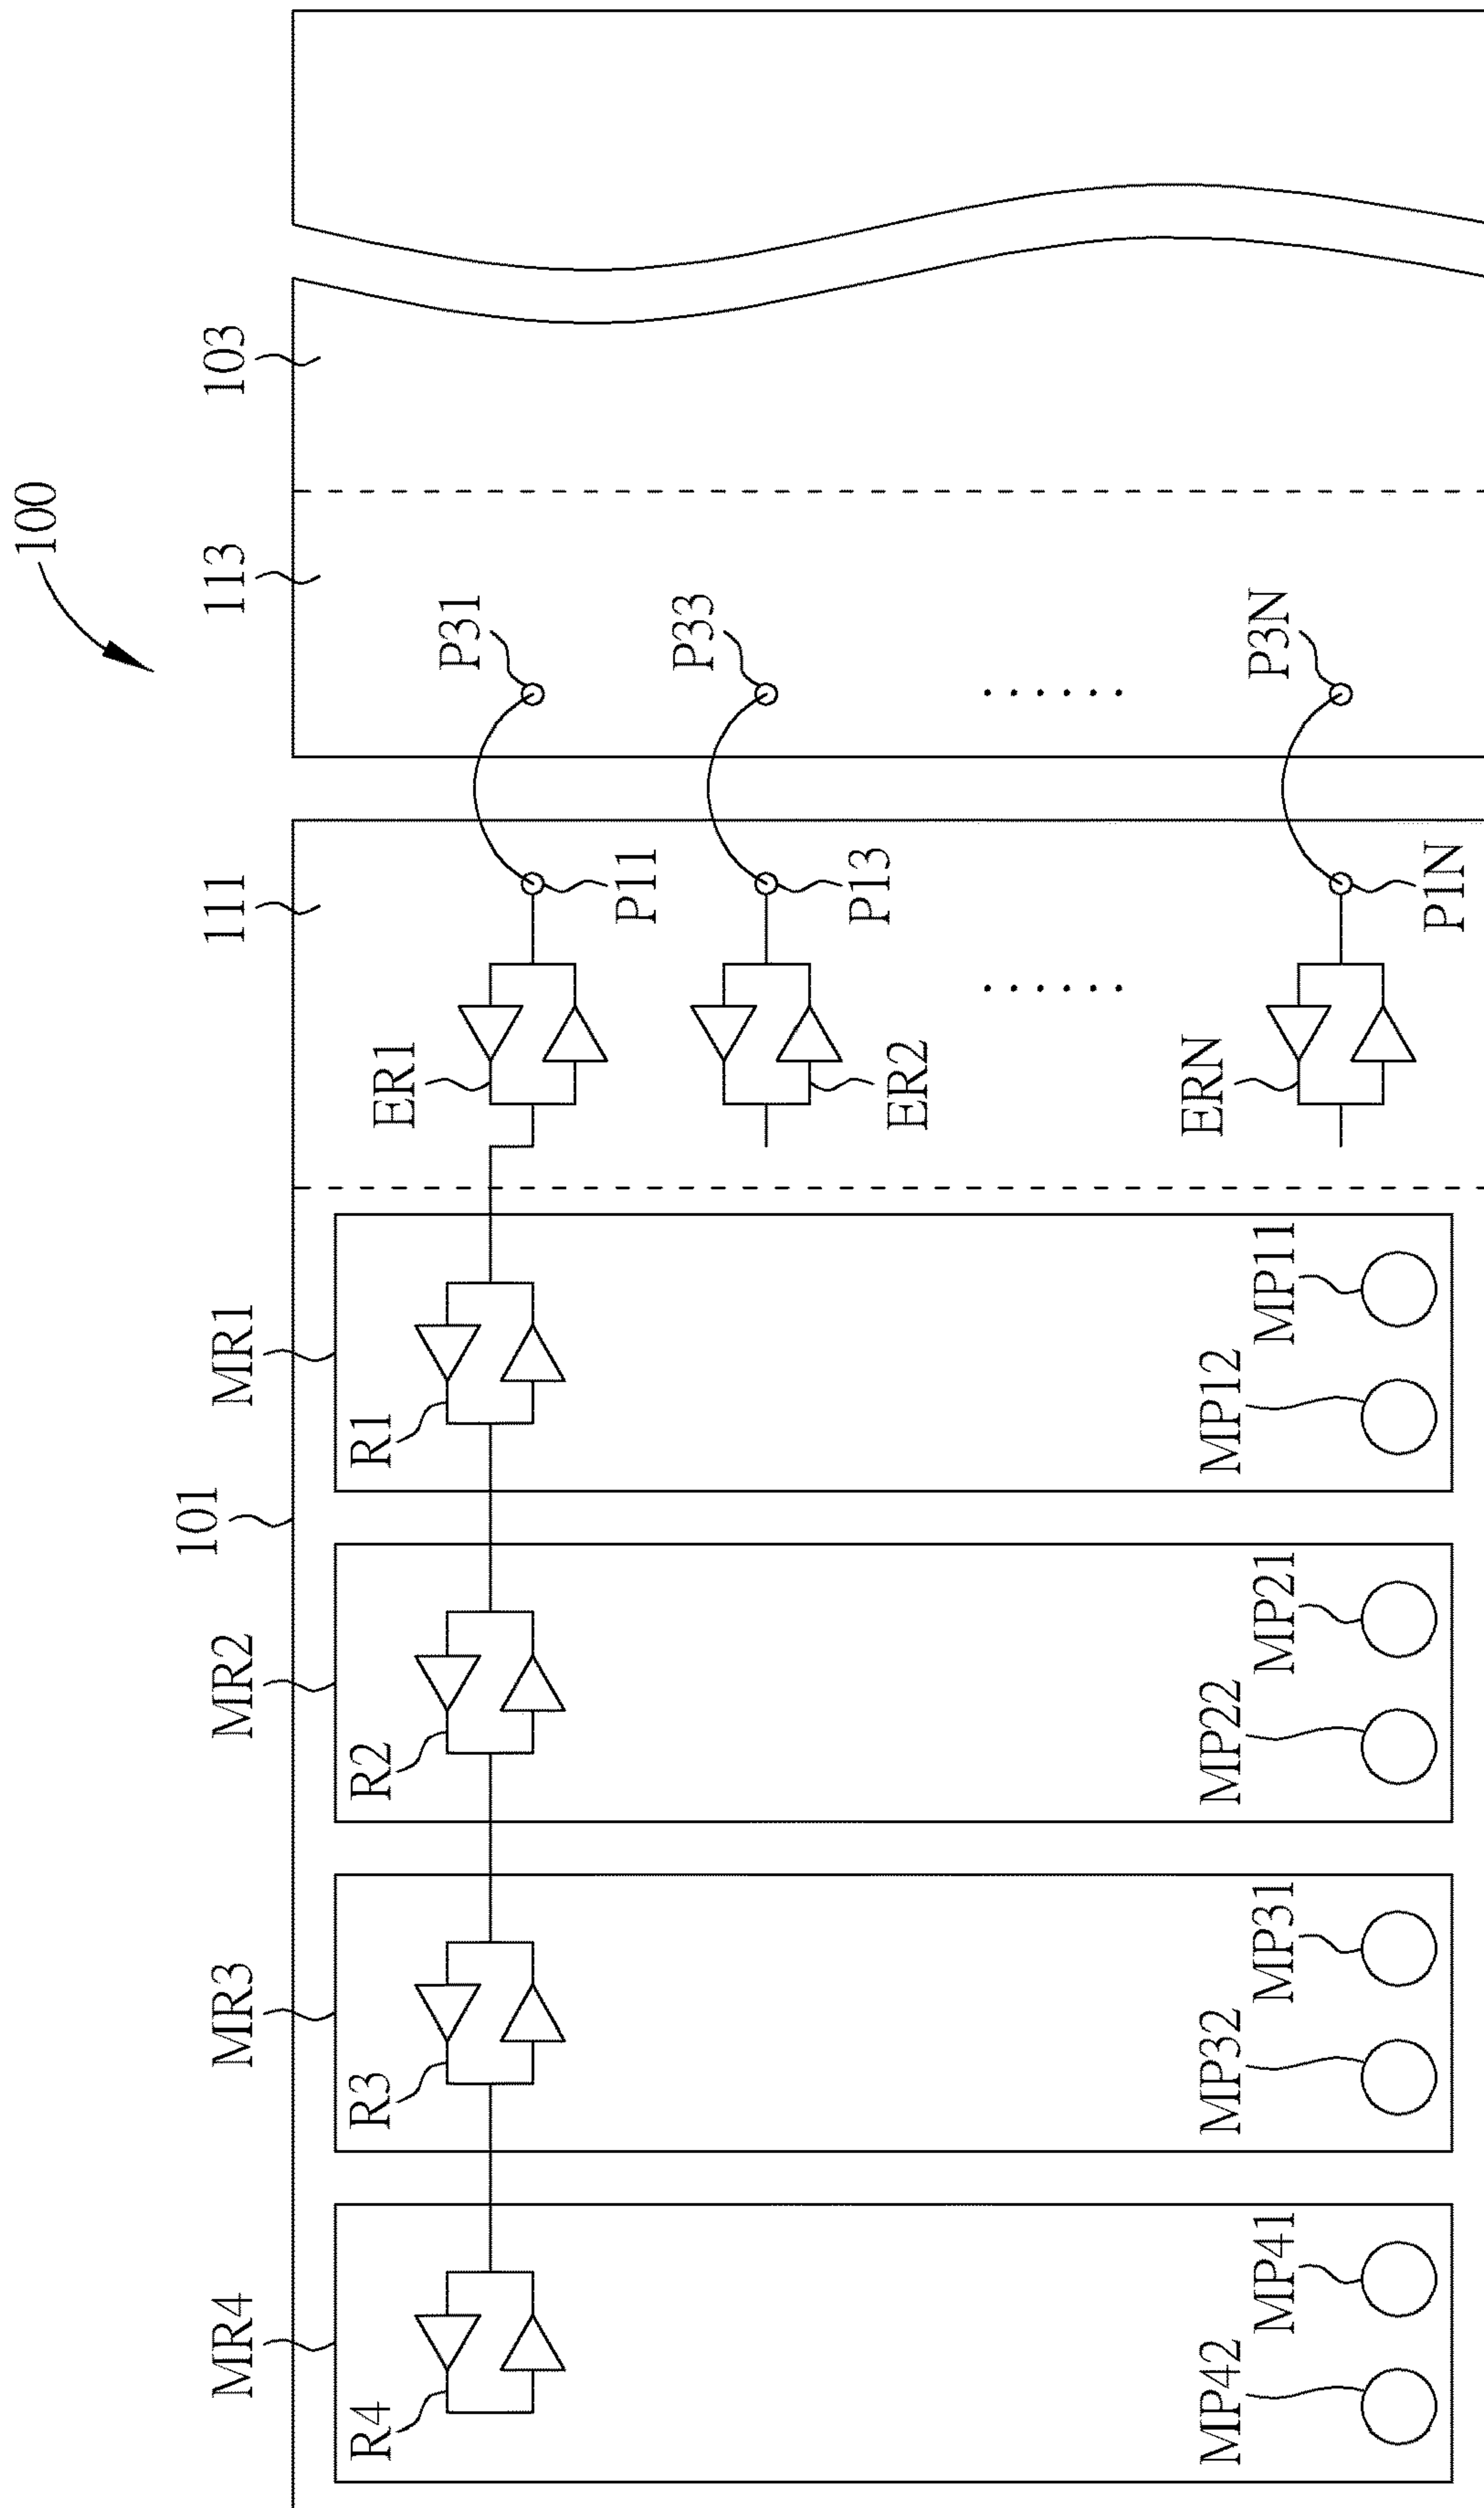 100
101
MR4
MR3
MR2
MR1
111
113
103
R4
R3
R2
R1
ER1
P31
P11
P33
P13
ER2
ERN
P3N
P1N
MP42
MP41
MP32
MP31
MP22
MP21
MP12
MP11